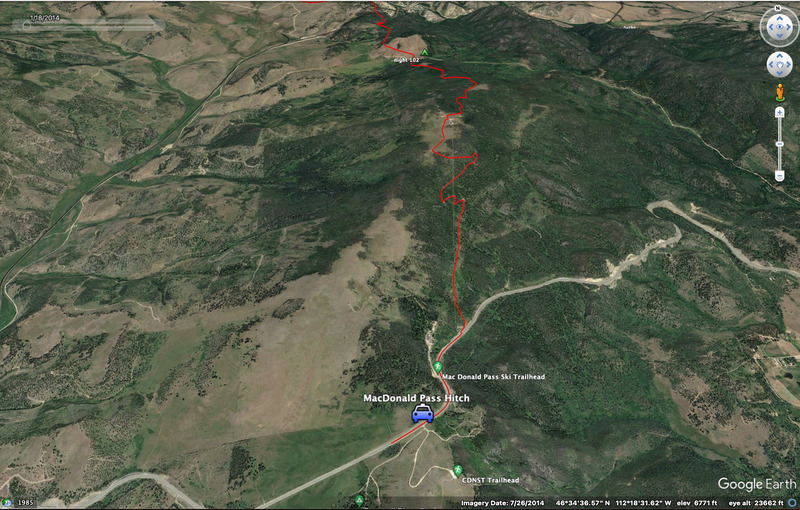 1/18/2014
N
night 102
Mac Donald Pass Ski Trailhead
MacDonald Pass Hitch
CDNST Trailhead
Google Earth
1985
Imagery Date: 7/26/2014 46°34'36.57" N 112°18'31.62" W elev 6771 ft eye alt 23662 ft